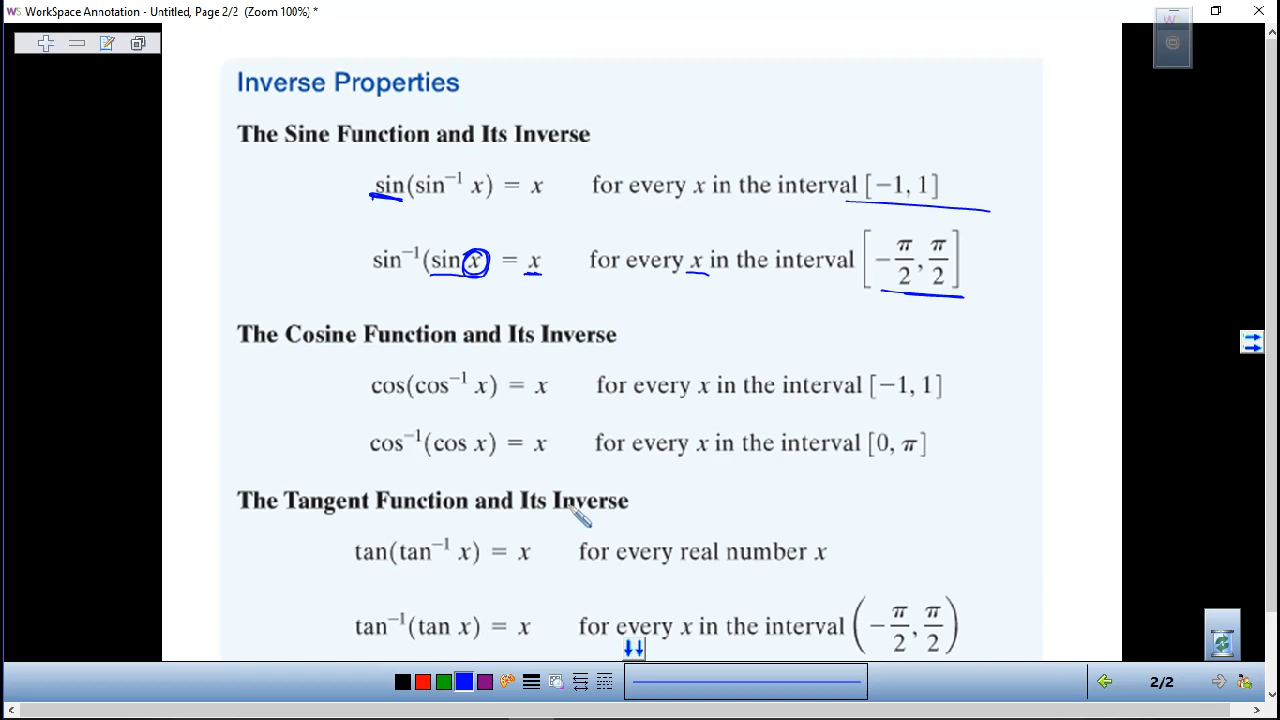 WS WorkSpace Annotation - Untitled, Page 2/2 (Zoom 100%) *
Inverse Properties
The Sine Function and Its Inverse
sin(sin⁻¹ x) = x for every x in the interval [−1, 1]
sin⁻¹(sin x) = x for every x in the interval [−π/2, π/2]
The Cosine Function and Its Inverse
cos(cos⁻¹ x) = x for every x in the interval [−1, 1]
cos⁻¹(cos x) = x for every x in the interval [0, π]
The Tangent Function and Its Inverse
tan(tan⁻¹ x) = x for every real number x
tan⁻¹(tan x) = x for every x in the interval (−π/2, π/2)
2/2